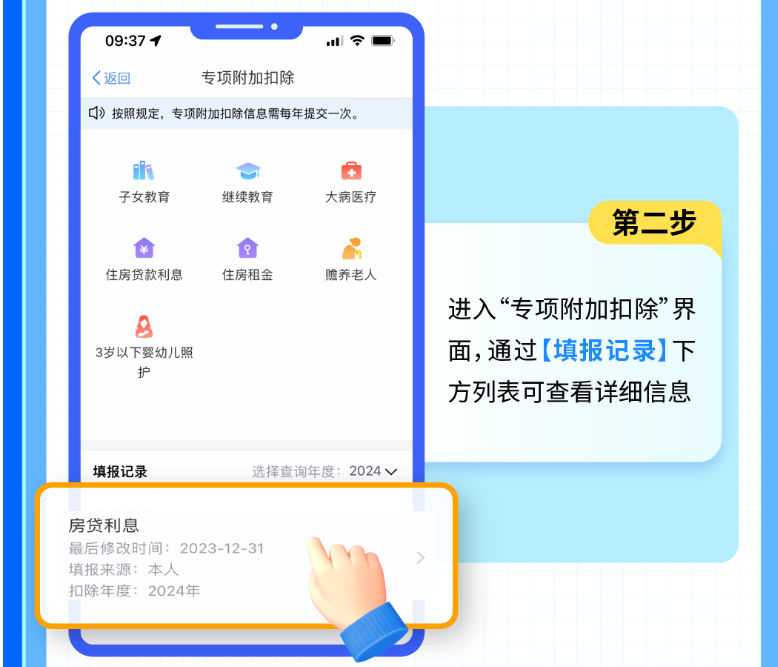 09:37
返回
专项附加扣除
按照规定，专项附加扣除信息需每年提交一次。
子女教育
继续教育
大病医疗
住房贷款利息
住房租金
赡养老人
3岁以下婴幼儿照
护
填报记录
选择查询年度：2024
房贷利息
最后修改时间：2023-12-31
填报来源：本人
扣除年度：2024年
第二步
进入“专项附加扣除”界
面，通过【填报记录】下
方列表可查看详细信息